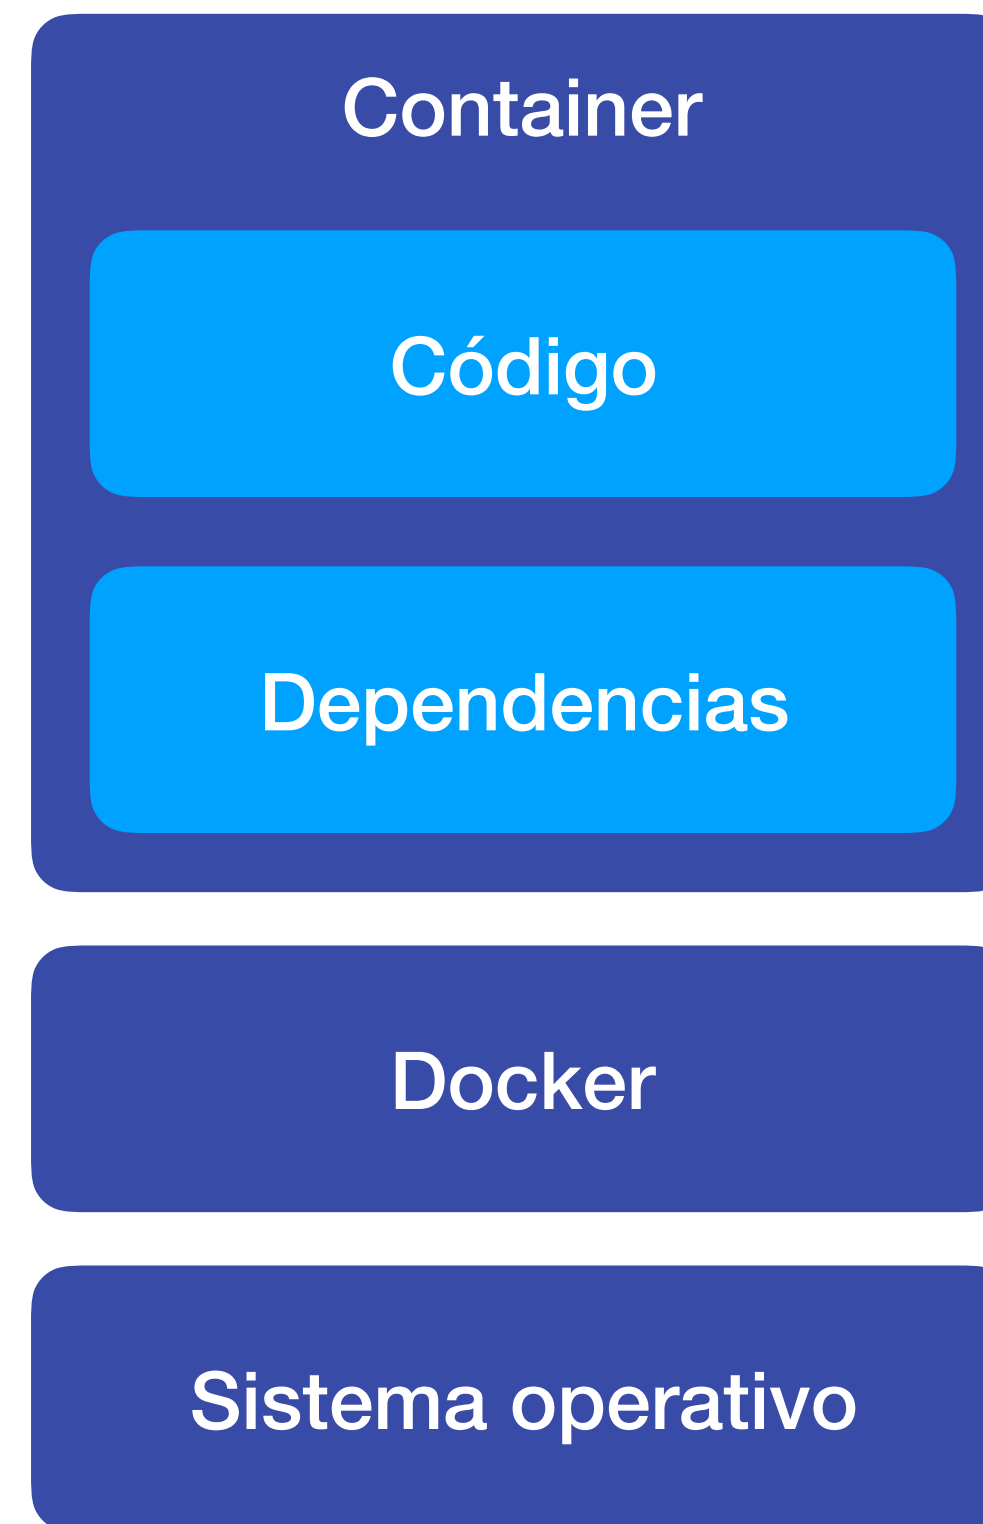 Container
Código
Dependencias
Docker
Sistema operativo